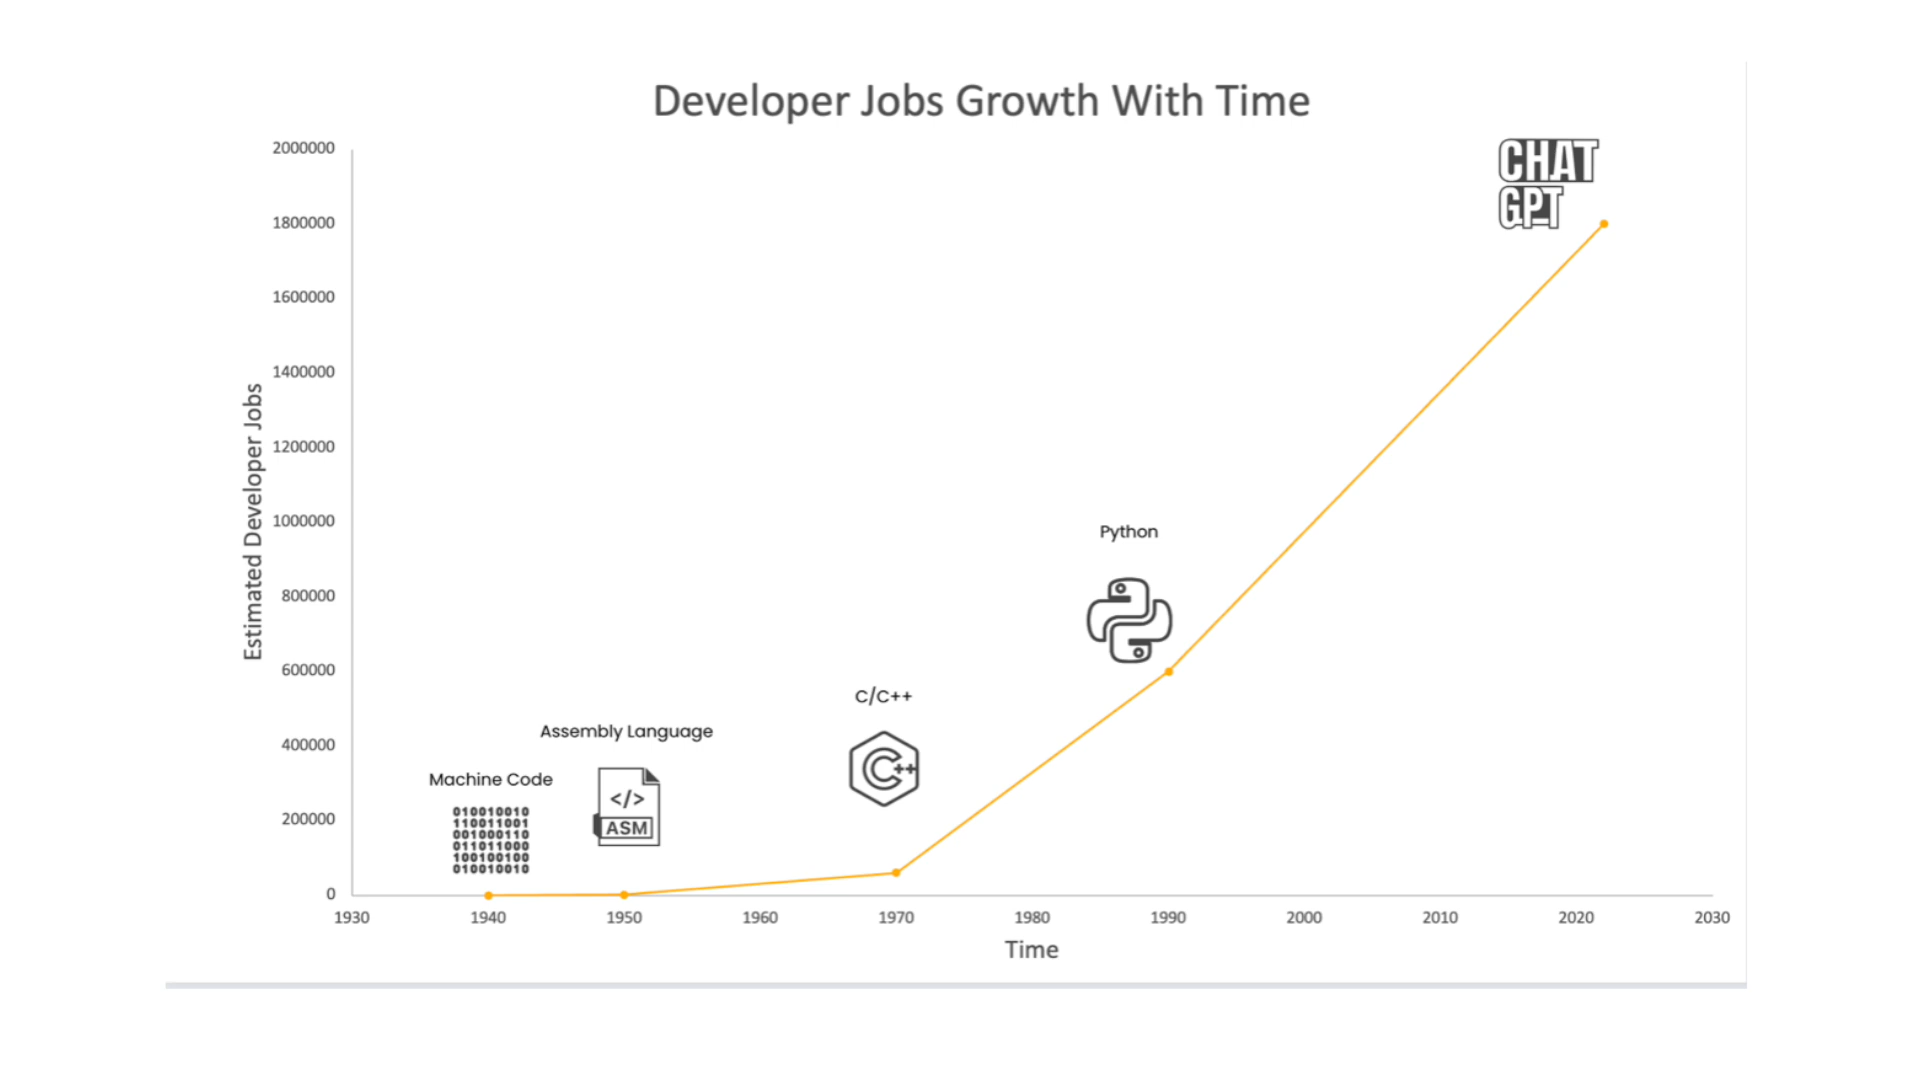 Developer Jobs Growth With Time
CHAT
GPT
2000000
1800000
1600000
1400000
1200000
1000000
800000
600000
400000
200000
0
Estimated Developer Jobs
Python
C/C++
C++
Assembly Language
</>
ASM
Machine Code
010010010
110011001
001000110
011011000
100100100
010010010
1930 1940 1950 1960 1970 1980 1990 2000 2010 2020 2030
Time